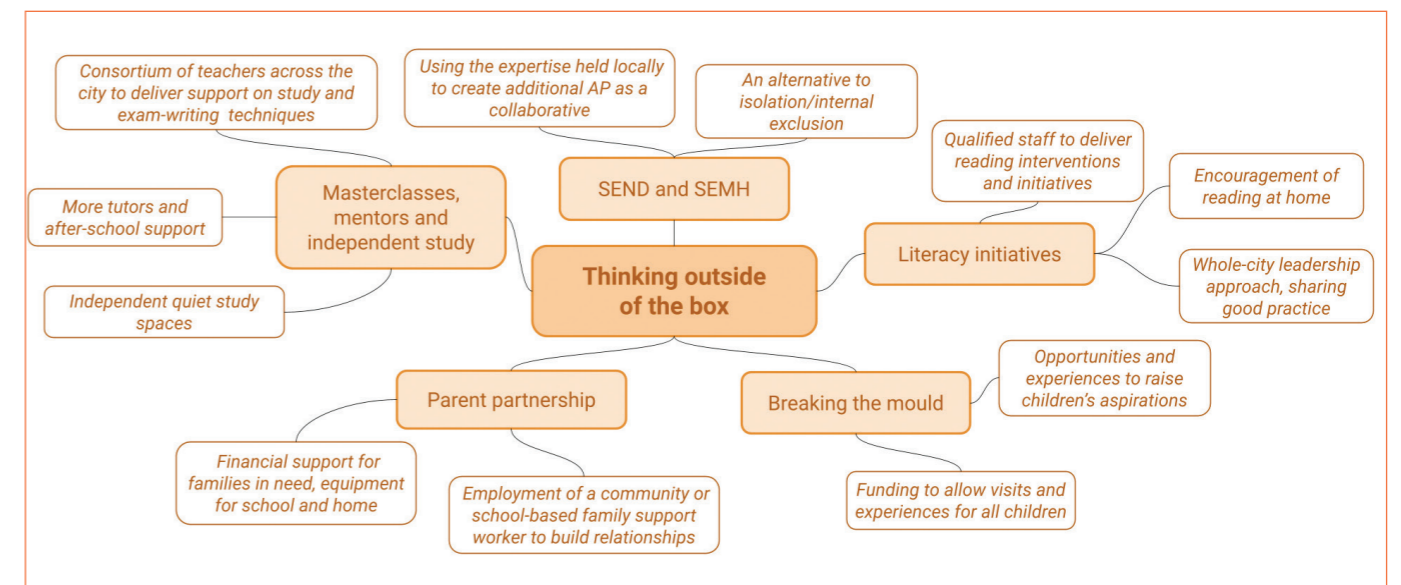 Consortium of teachers across the
city to deliver support on study and
exam-writing techniques
Using the expertise held locally
to create additional AP as a
collaborative
An alternative to
isolation/internal
exclusion
Qualified staff to deliver
reading interventions
and initiatives
Encouragement of
reading at home
More tutors and
after-school support
Masterclasses,
mentors and
independent study
SEND and SEMH
Literacy initiatives
Whole-city leadership
approach, sharing
good practice
Independent quiet study
spaces
Thinking outside
of the box
Parent partnership
Breaking the mould
Opportunities and
experiences to raise
children's aspirations
Financial support for
families in need, equipment
for school and home
Employment of a community or
school-based family support
worker to build relationships
Funding to allow visits and
experiences for all children